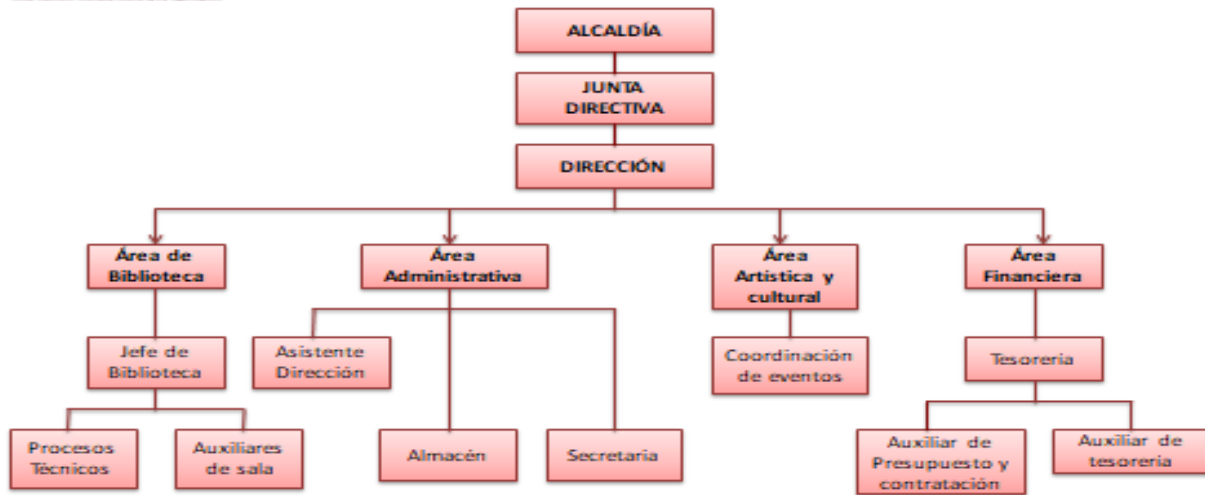 ALCALDÍA
JUNTA
DIRECTIVA
DIRECCIÓN
Área de
Biblioteca
Área
Administrativa
Área
Artística y
cultural
Área
Financiera
Jefe de
Biblioteca
Asistente
Dirección
Coordinación
de eventos
Tesoreria
Procesos
Técnicos
Auxiliares
de sala
Almacén
Secretaria
Auxiliar de
Presupuesto y
contratación
Auxiliar de
tesoreria